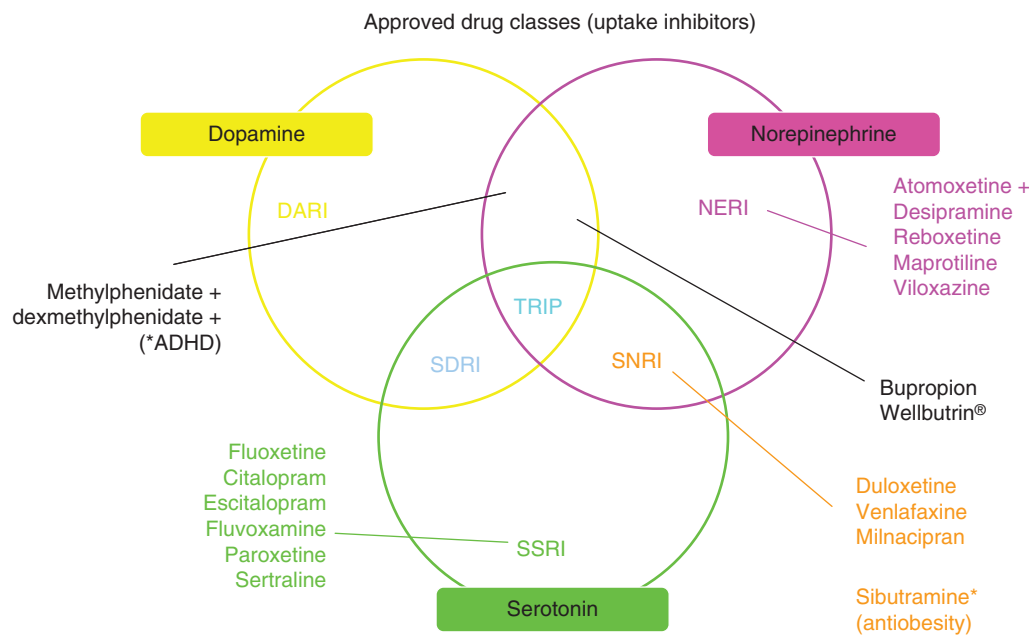 Approved drug classes (uptake inhibitors)
Dopamine
Norepinephrine
DARI
NERI
Atomoxetine +
Desipramine
Reboxetine
Maprotiline
Viloxazine
Methylphenidate +
dexmethylphenidate +
(*ADHD)
TRIP
SDRI
SNRI
Bupropion
Wellbutrin®
Fluoxetine
Citalopram
Escitalopram
Fluvoxamine
Paroxetine
Sertraline
SSRI
Duloxetine
Venlafaxine
Milnacipran
Serotonin
Sibutramine*
(antiobesity)